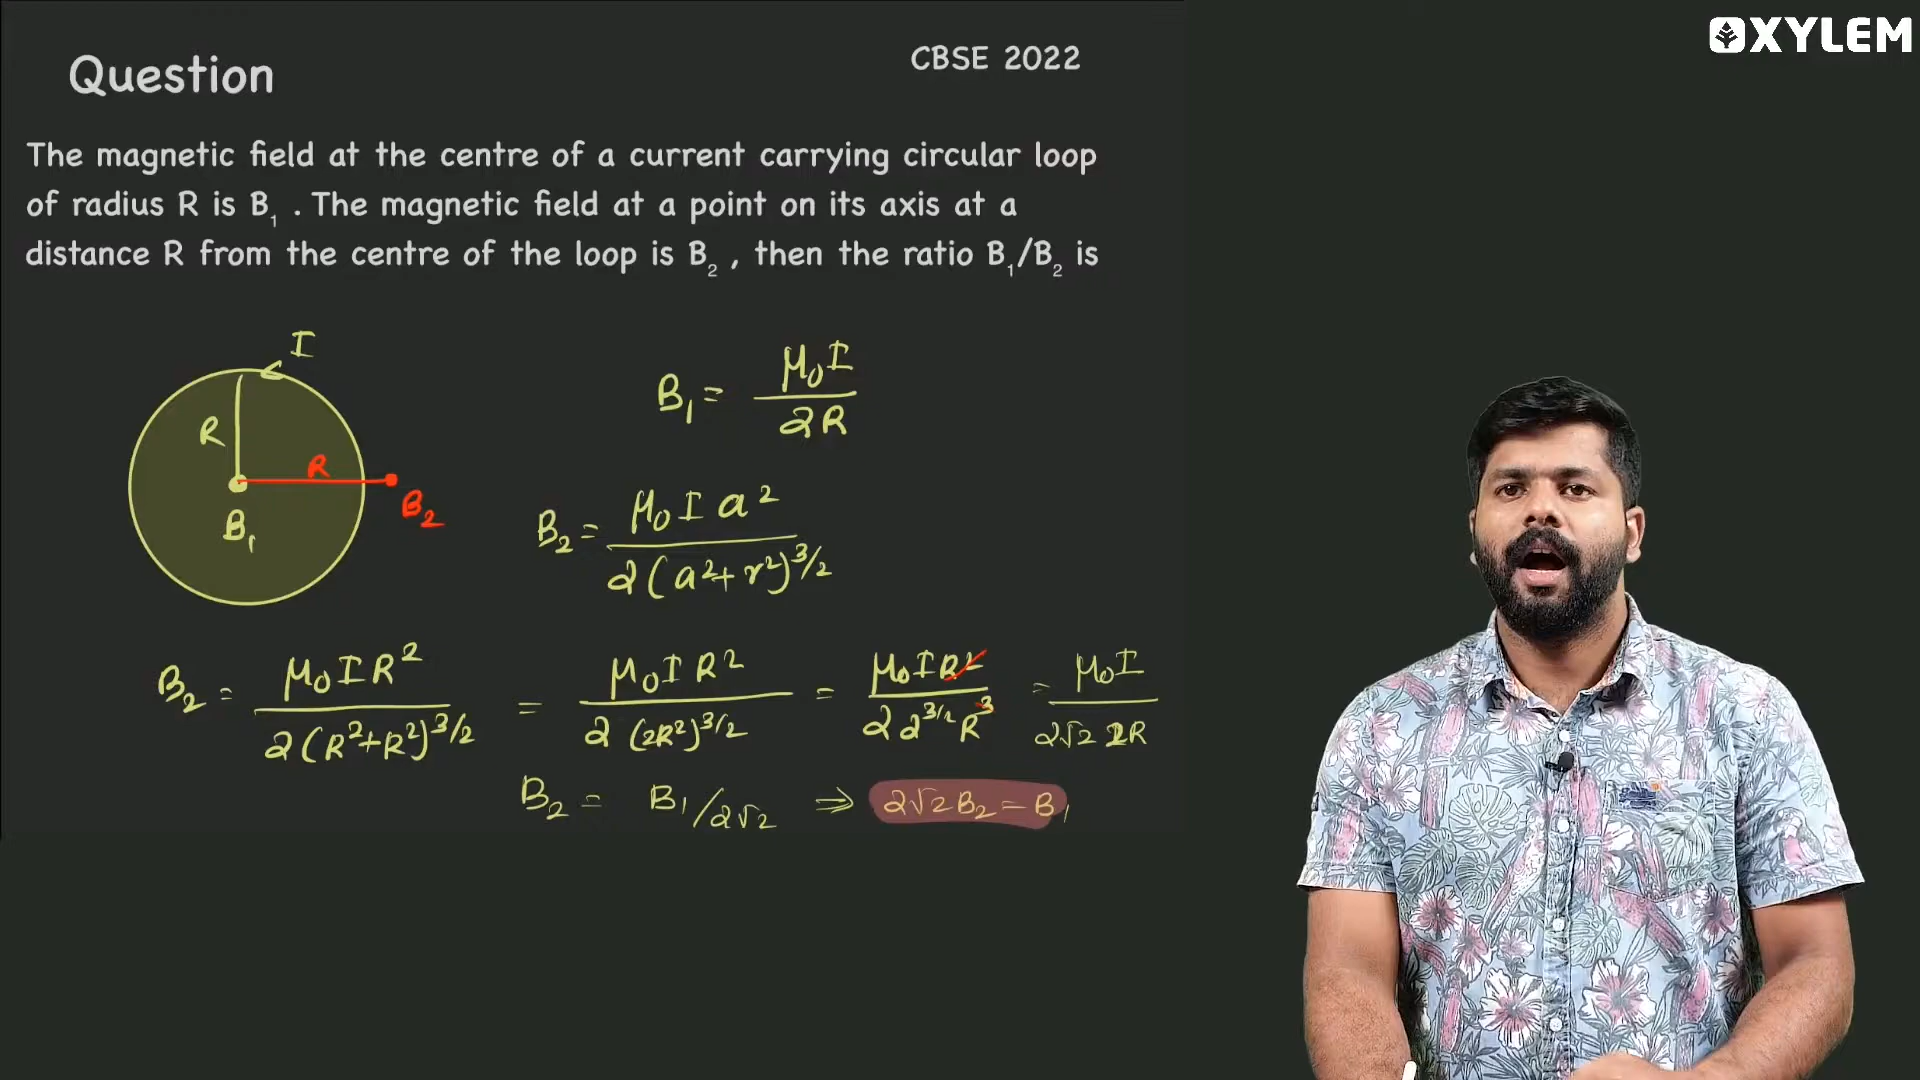 XYLEM
CBSE 2022
Question
The magnetic field at the centre of a current carrying circular loop
of radius R is B₁ . The magnetic field at a point on its axis at a
distance R from the centre of the loop is B₂ , then the ratio B₁/B₂ is
I
R
R
B₁
B₂
B₁ = μ₀I / 2R
B₂ = μ₀I a² / 2(a²+r²)^3/2
B₂ = μ₀IR² / 2(R²+R²)^3/2 = μ₀IR² / 2(2R²)^3/2 = μ₀IR² / 2 2^3/2 R³ = μ₀I / 2√2 2R
B₂ = B₁/2√2 ⇒ 2√2B₂ = B₁